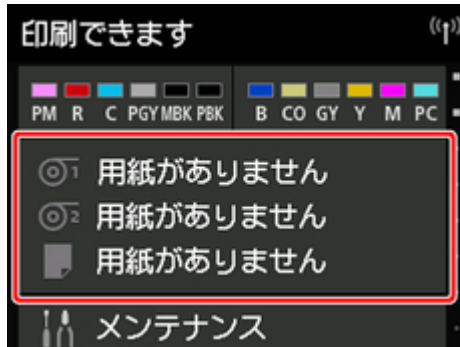 印刷できます
PM R C PGY MBK PBK B CO GY Y M PC
1 用紙がありません
2 用紙がありません
用紙がありません
メンテナンス